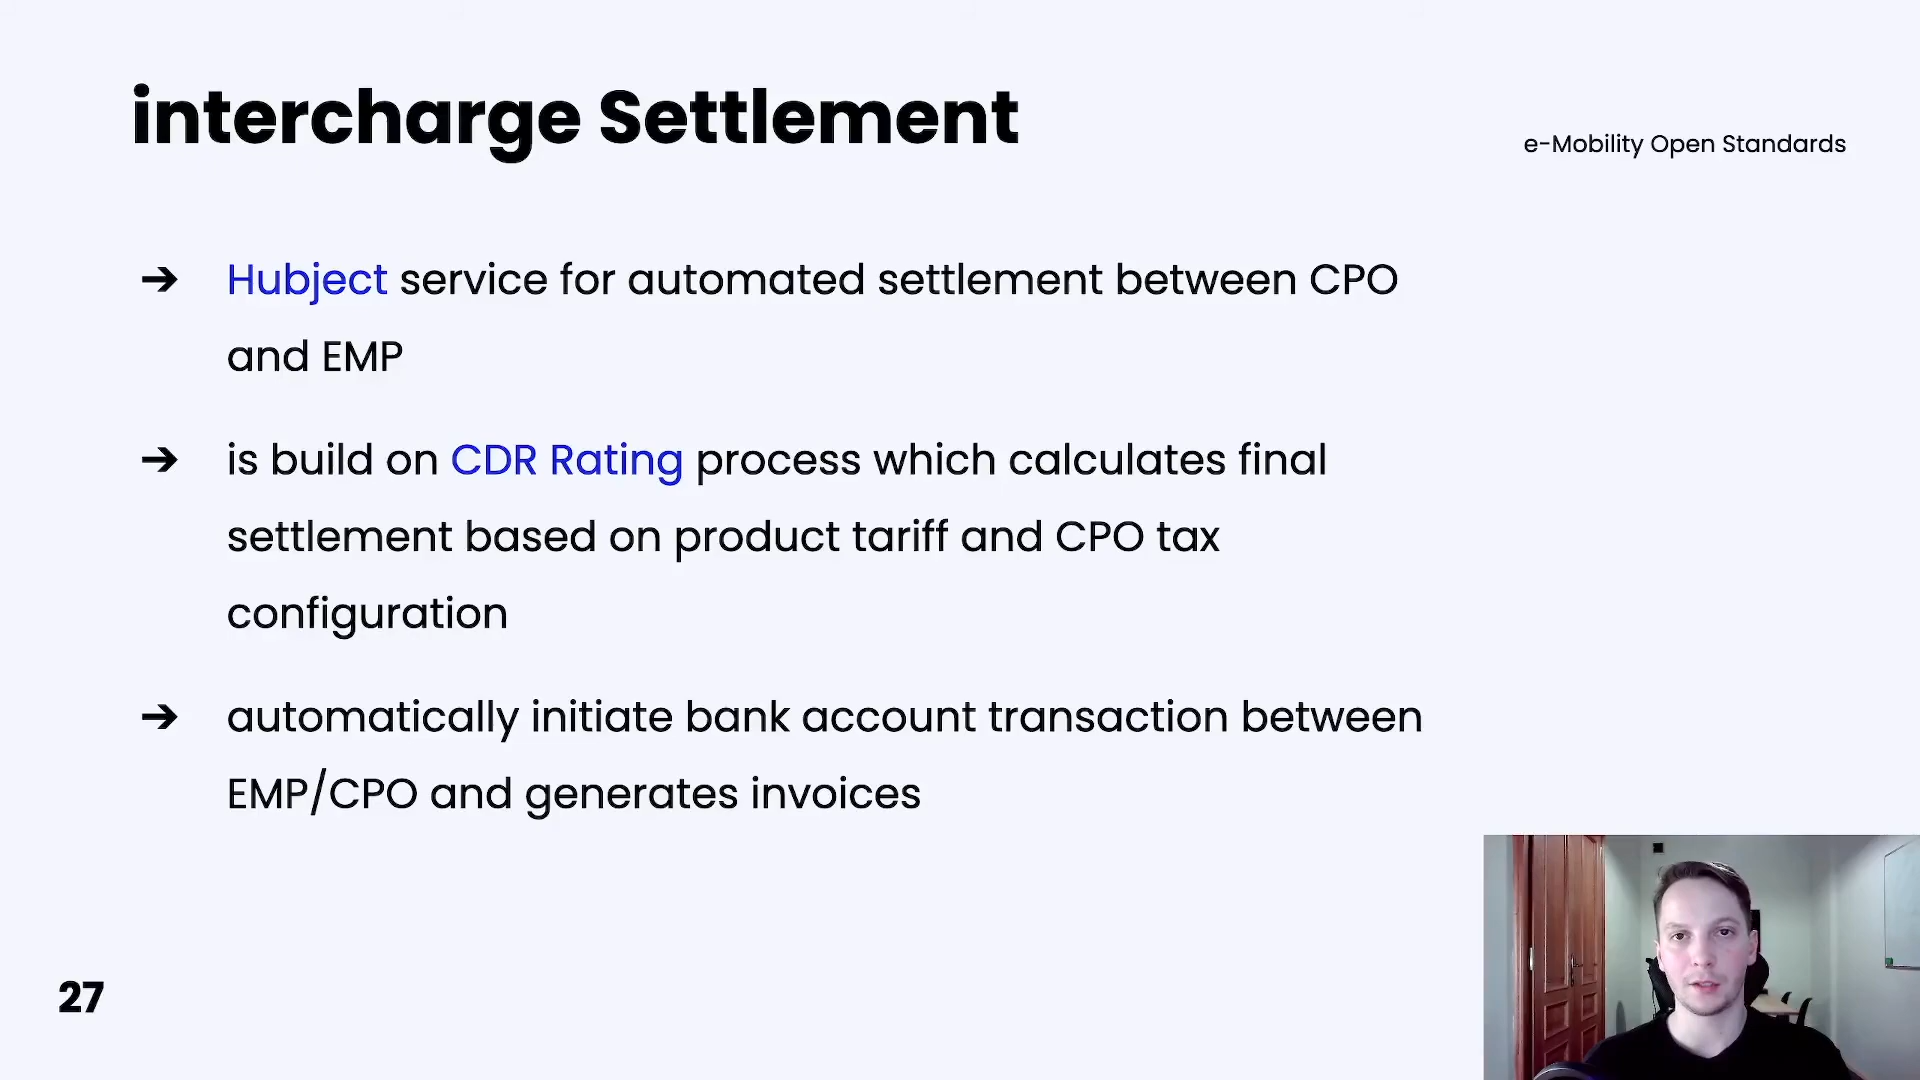 intercharge Settlement
e-Mobility Open Standards
➔ Hubject service for automated settlement between CPO
and EMP
➔ is build on CDR Rating process which calculates final
settlement based on product tariff and CPO tax
configuration
➔ automatically initiate bank account transaction between
EMP/CPO and generates invoices
27